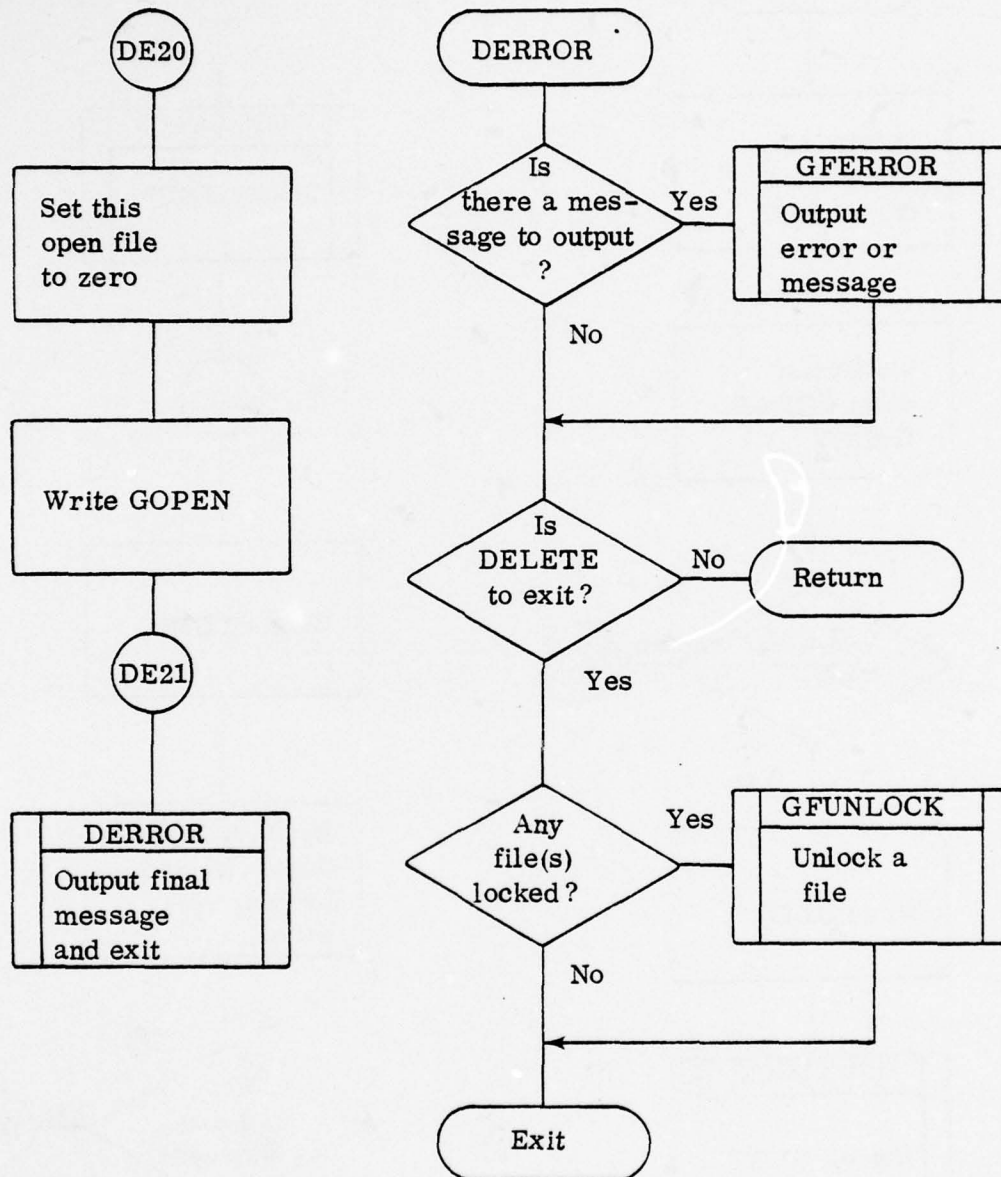 DE20
Set this
open file
to zero
Write GOPEN
DE21
DERROR
Output final
message
and exit
DERROR
Is
there a mes-
sage to output
?
Yes
GFERROR
Output
error or
message
No
Is
DELETE
to exit?
No
Return
Yes
Any
file(s)
locked?
Yes
GFUNLOCK
Unlock a
file
No
Exit